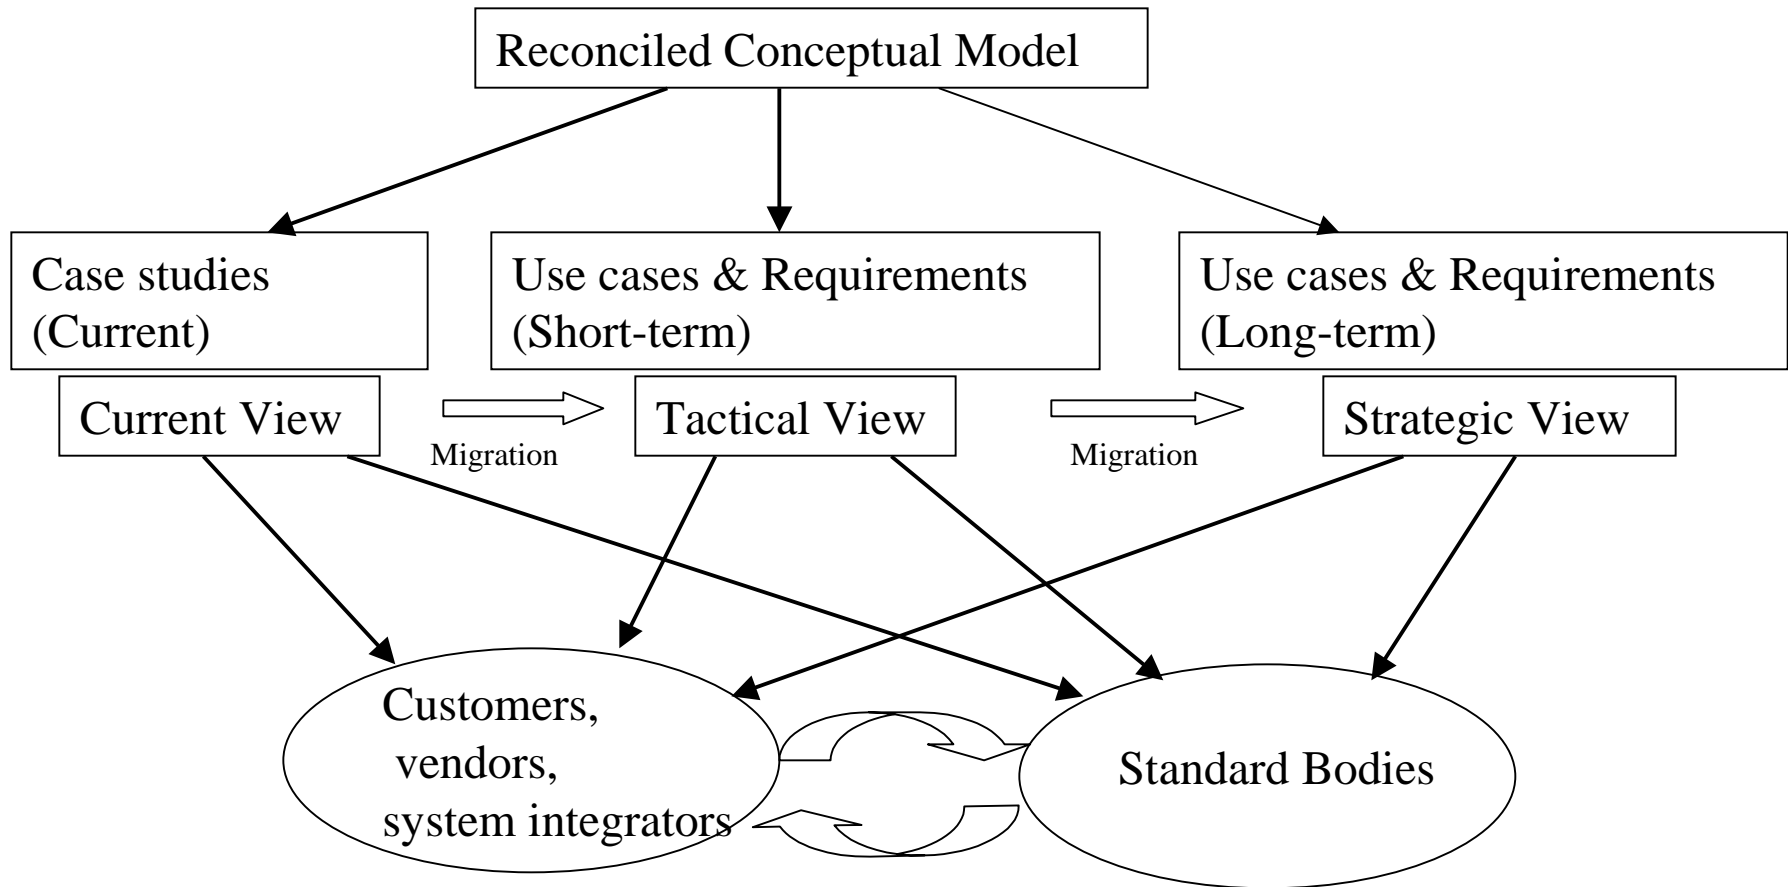 Reconciled Conceptual Model
Case studies
(Current)
Use cases & Requirements
(Short-term)
Use cases & Requirements
(Long-term)
Current View
Migration
Tactical View
Migration
Strategic View
Customers,
vendors,
system integrators
Standard Bodies